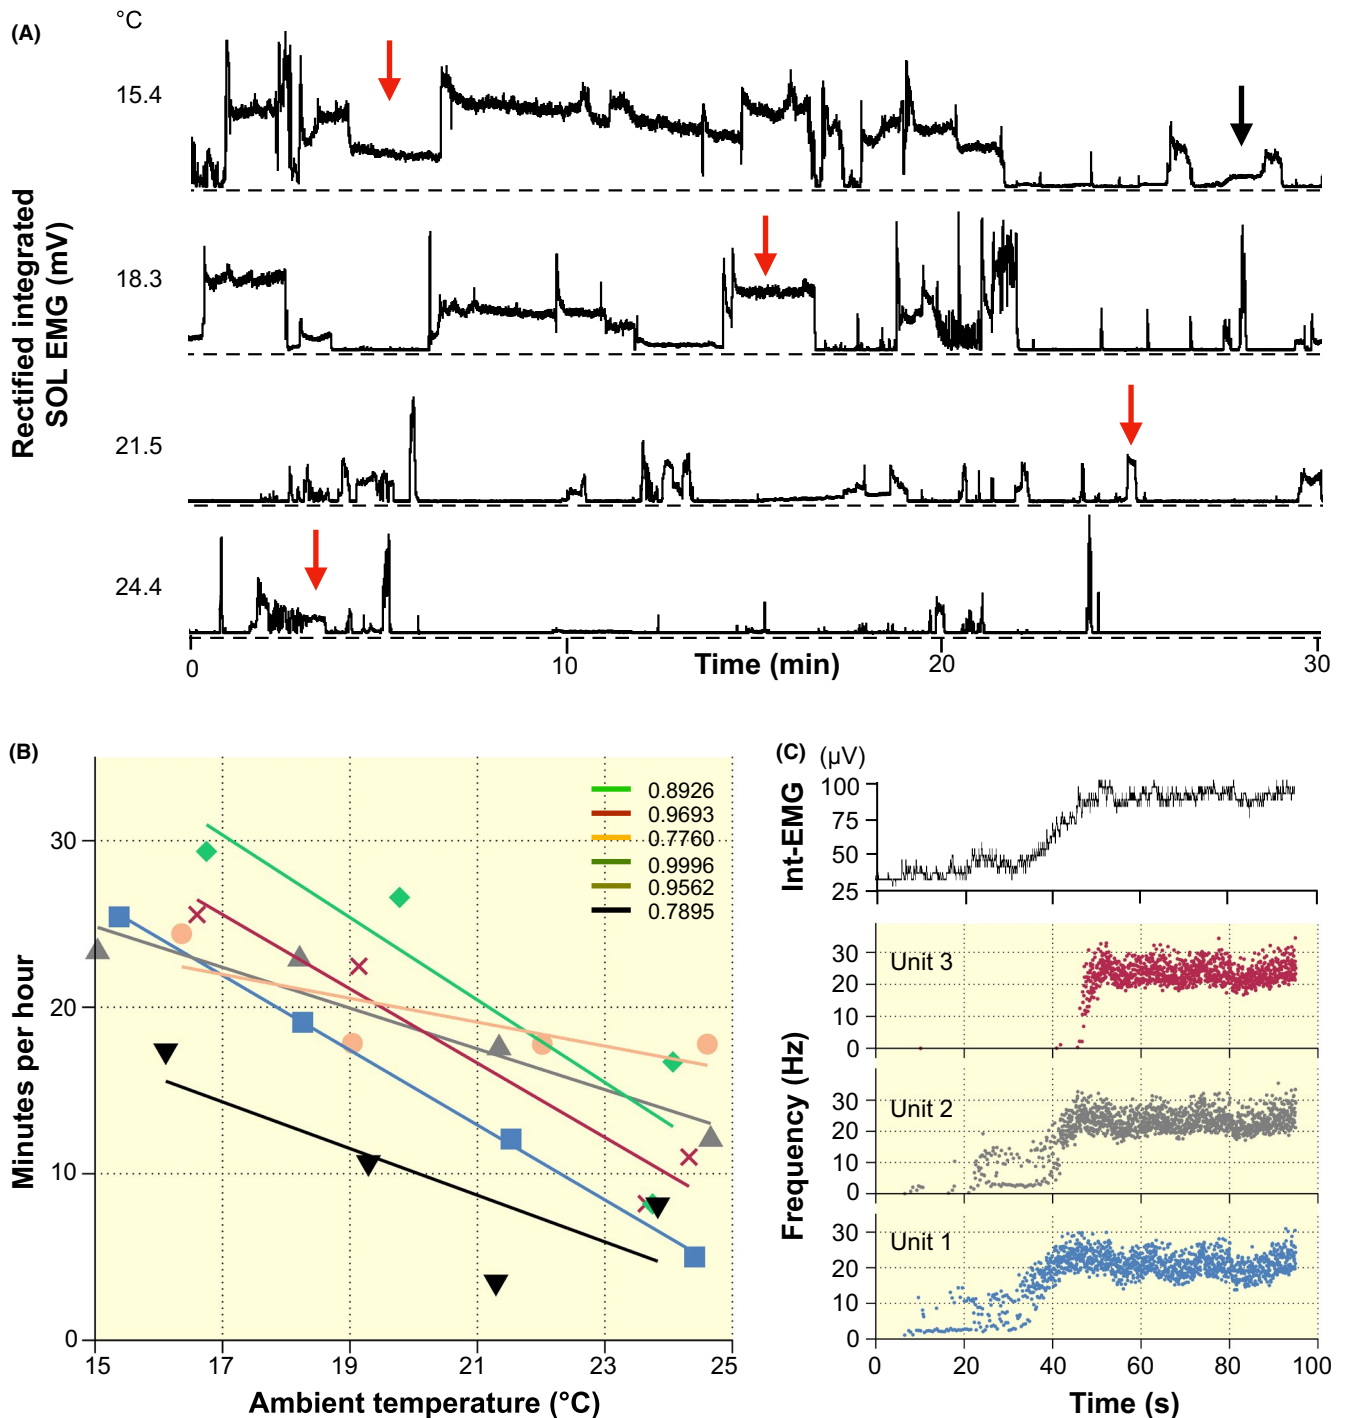 (A)
°C
15.4
18.3
21.5
24.4
Rectified integrated
SOL EMG (mV)
0
10
20
30
Time (min)
(B)
30
20
10
0
Minutes per hour
0.8926
0.9693
0.7760
0.9996
0.9562
0.7895
15
17
19
21
23
25
Ambient temperature (°C)
(C)
(µV)
100
75
50
25
Int-EMG
30
20
10
0
Unit 3
30
20
10
0
Unit 2
30
20
10
0
Unit 1
Frequency (Hz)
0
20
40
60
80
100
Time (s)